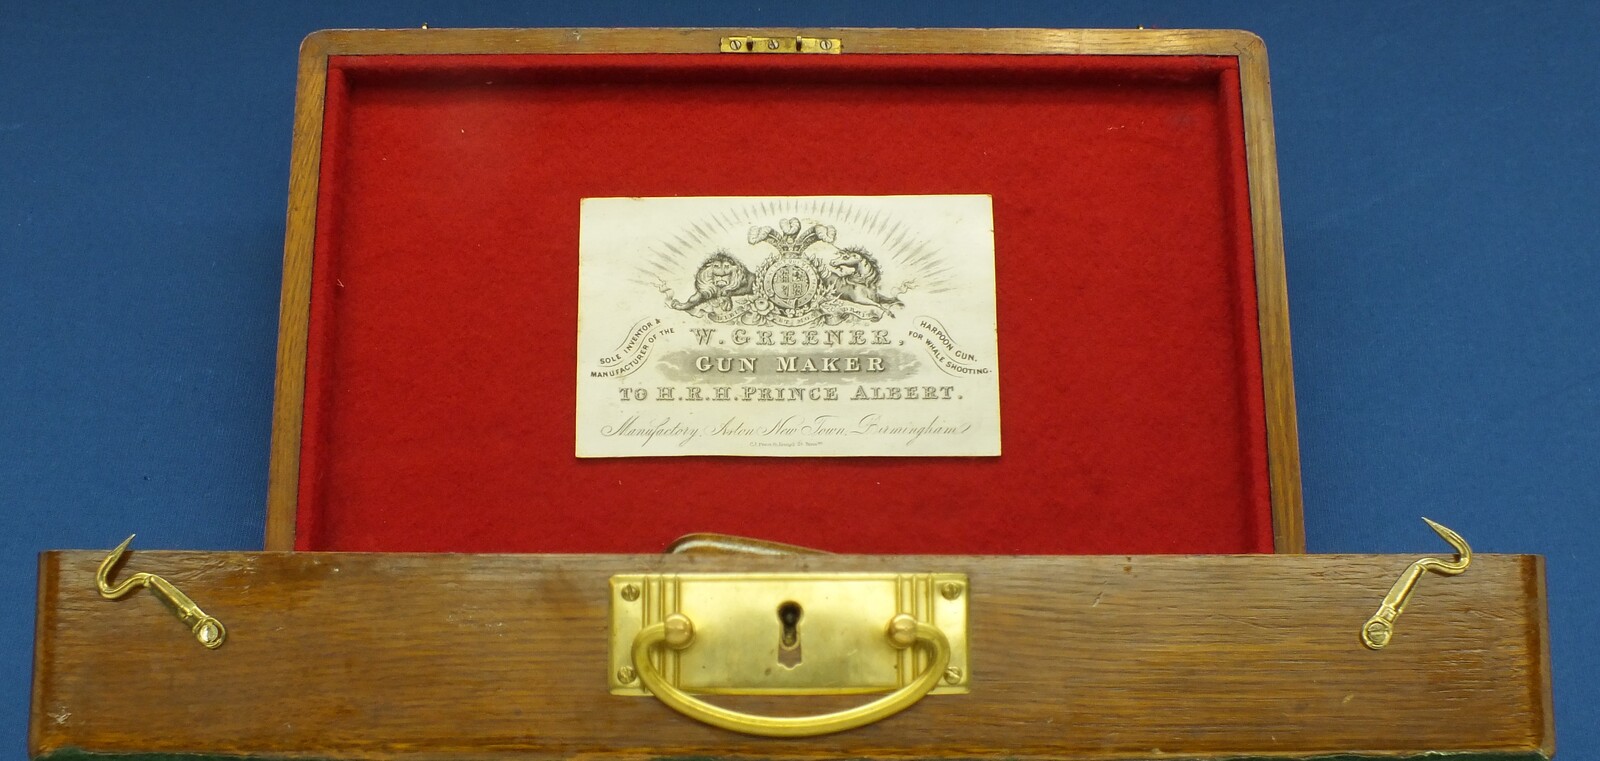 SOLE INVENTOR &
MANUFACTURER OF THE
W. GREENER,
HARPOON GUN.
FOR WHALE SHOOTING.
GUN MAKER
TO H.R.H. PRINCE ALBERT.
Manufactory, Aston New Town, Birmingham